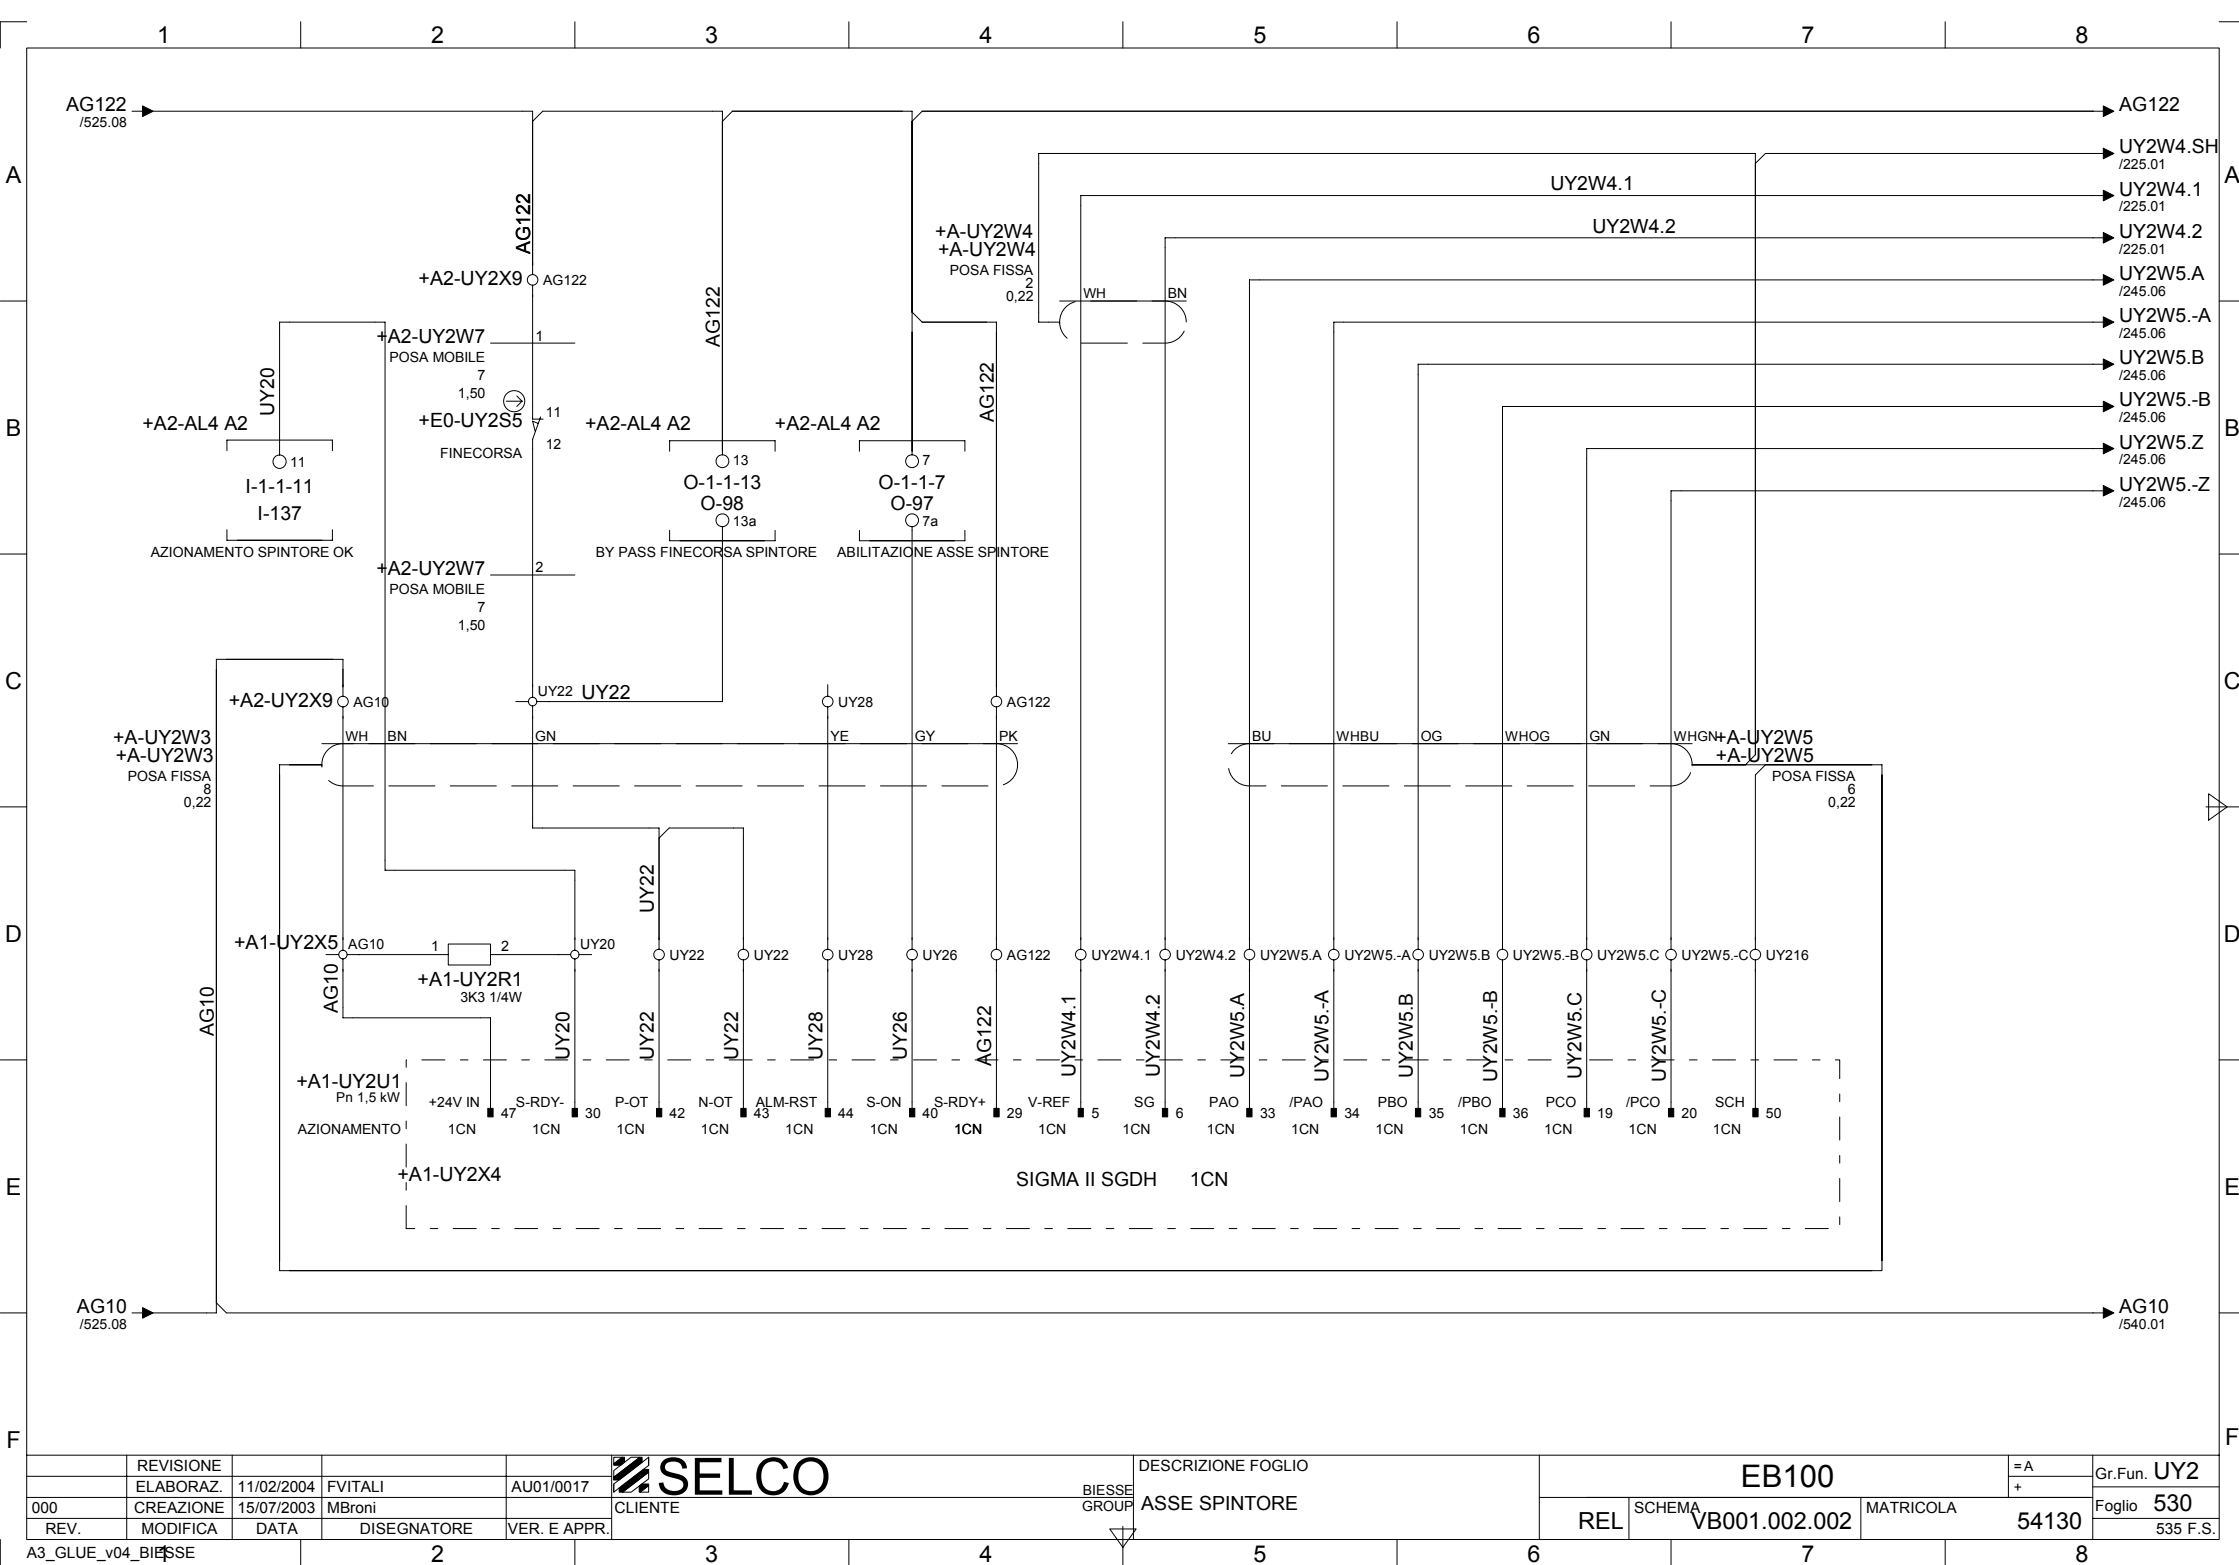 1 2 3 4 5 6 7 8
AG122
/525.08
AG122
UY2W4.SH
/225.01
UY2W4.1
UY2W4.1
/225.01
UY2W4.2
UY2W4.2
/225.01
UY2W5.A
/245.06
UY2W5.-A
/245.06
UY2W5.B
/245.06
UY2W5.-B
/245.06
UY2W5.Z
/245.06
UY2W5.-Z
/245.06
A
A
AG122
+A2-UY2X9 AG122
AG122
+A-UY2W4
+A-UY2W4
POSA FISSA
2
0,22
WH BN
+A2-UY2W7 1
POSA MOBILE
7
1,50
UY20
AG122
B
B
+A2-AL4 A2
11
I-1-1-11
I-137
AZIONAMENTO SPINTORE OK
+E0-UY2S5 11
12
FINECORSA
+A2-AL4 A2
13
O-1-1-13
O-98
13a
BY PASS FINECORSA SPINTORE
+A2-AL4 A2
7
O-1-1-7
O-97
7a
ABILITAZIONE ASSE SPINTORE
+A2-UY2W7 2
POSA MOBILE
7
1,50
C
C
+A2-UY2X9 AG10 UY22 UY22 UY28 AG122
+A-UY2W3
+A-UY2W3
POSA FISSA
8
0,22
WH BN GN YE GY PK
BU WHBU OG WHOG GN WHGN
+A-UY2W5
+A-UY2W5
POSA FISSA
6
0,22
UY22
D
D
+A1-UY2X5 AG10 1 2 UY20 UY22 UY22 UY28 UY26 AG122 UY2W4.1 UY2W4.2 UY2W5.A UY2W5.-A UY2W5.B UY2W5.-B UY2W5.C UY2W5.-C UY216
+A1-UY2R1
3K3 1/4W
AG10 AG10 UY20 UY22 UY22 UY28 UY26 AG122 UY2W4.1 UY2W4.2 UY2W5.A UY2W5.-A UY2W5.B UY2W5.-B UY2W5.C UY2W5.-C
+A1-UY2U1
Pn 1,5 kW
+24V IN 47 S-RDY- 30 P-OT 42 N-OT 43 ALM-RST 44 S-ON 40 S-RDY+ 29 V-REF 5 SG 6 PAO 33 /PAO 34 PBO 35 /PBO 36 PCO 19 /PCO 20 SCH 50
AZIONAMENTO 1CN 1CN 1CN 1CN 1CN 1CN 1CN 1CN 1CN 1CN 1CN 1CN 1CN 1CN 1CN 1CN
+A1-UY2X4
SIGMA II SGDH 1CN
E
E
AG10
/525.08
AG10
/540.01
F
F
REVISIONE
ELABORAZ. 11/02/2004 FVITALI AU01/0017
000 CREAZIONE 15/07/2003 MBroni
REV. MODIFICA DATA DISEGNATORE VER. E APPR.
SELCO
CLIENTE
BIESSE
GROUP
DESCRIZIONE FOGLIO
ASSE SPINTORE
EB100
REL SCHEMA VB001.002.002 MATRICOLA 54130
=A
+
Gr.Fun. UY2
Foglio 530
535 F.S.
A3_GLUE_v04_BIESSE
1 2 3 4 5 6 7 8